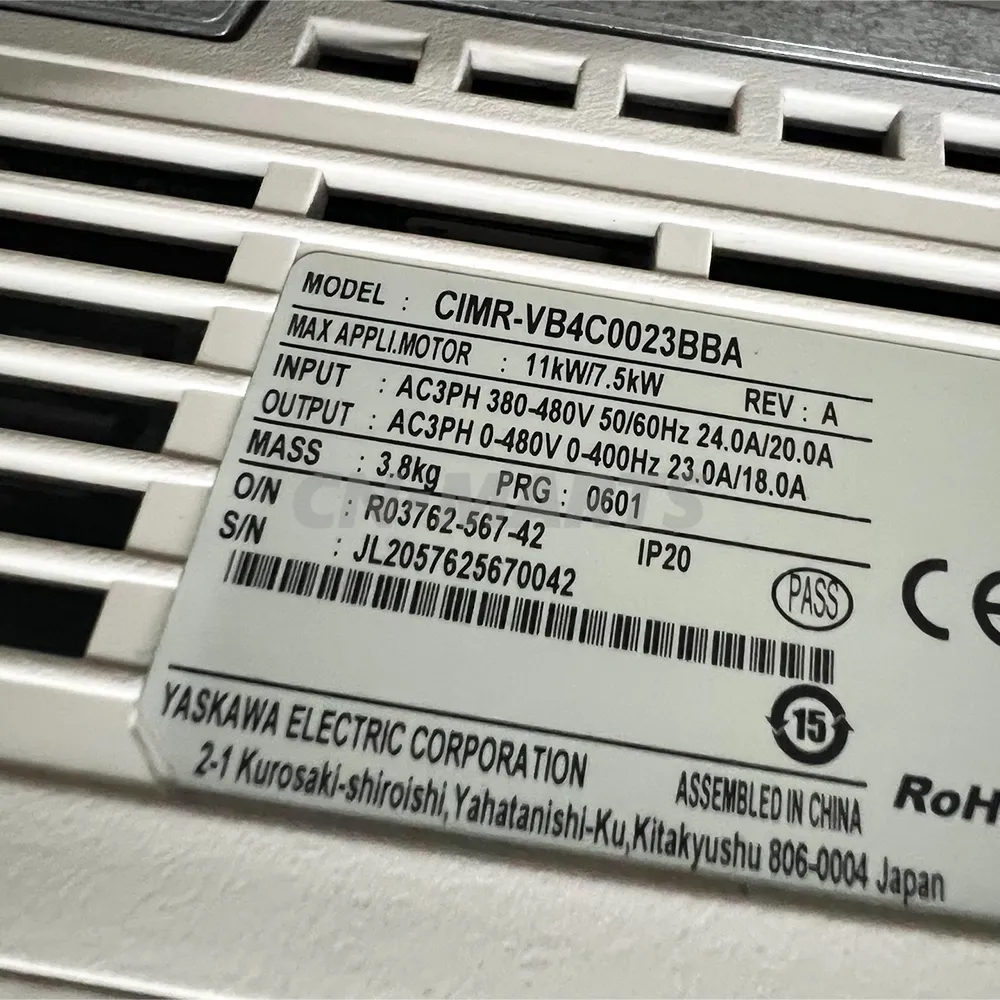 MODEL : CIMR-VB4C0023BBA
MAX APPLI.MOTOR : 11kW/7.5kW REV : A
INPUT : AC3PH 380-480V 50/60Hz 24.0A/20.0A
OUTPUT : AC3PH 0-480V 0-400Hz 23.0A/18.0A
MASS : 3.8kg PRG : 0601
O/N : R03762-567-42 IP20
S/N : JL2057625670042
PASS
CE
15
YASKAWA ELECTRIC CORPORATION
ASSEMBLED IN CHINA
RoH
2-1 Kurosaki-shiroishi,Yahatanishi-Ku,Kitakyushu 806-0004 Japan